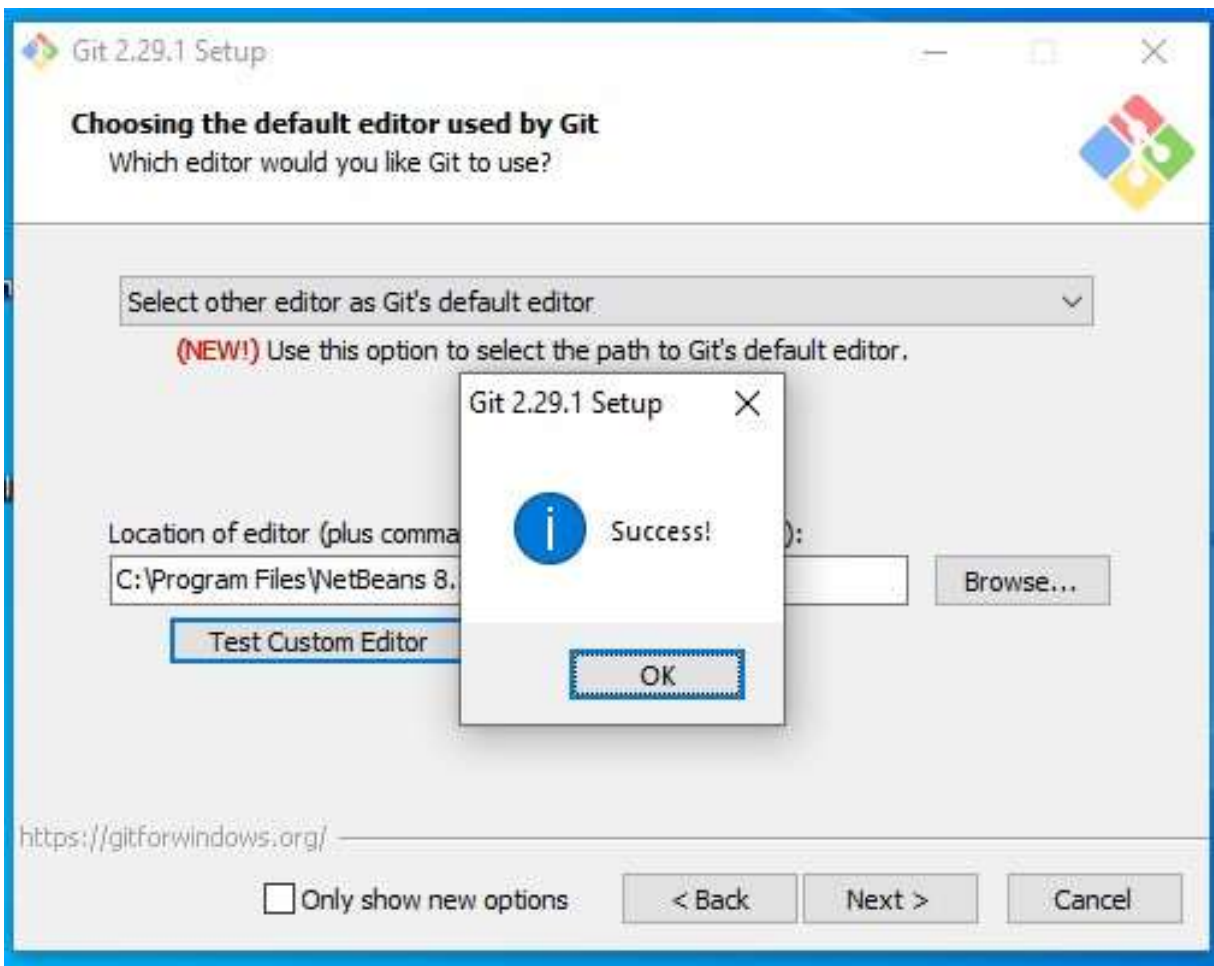 Git 2.29.1 Setup
Choosing the default editor used by Git
Which editor would you like Git to use?
Select other editor as Git's default editor
(NEW!) Use this option to select the path to Git's default editor.
Git 2.29.1 Setup
Success!
Location of editor (plus comma ):
C:\Program Files\NetBeans 8. Browse...
Test Custom Editor
OK
https://gitforwindows.org/
Only show new options < Back Next > Cancel